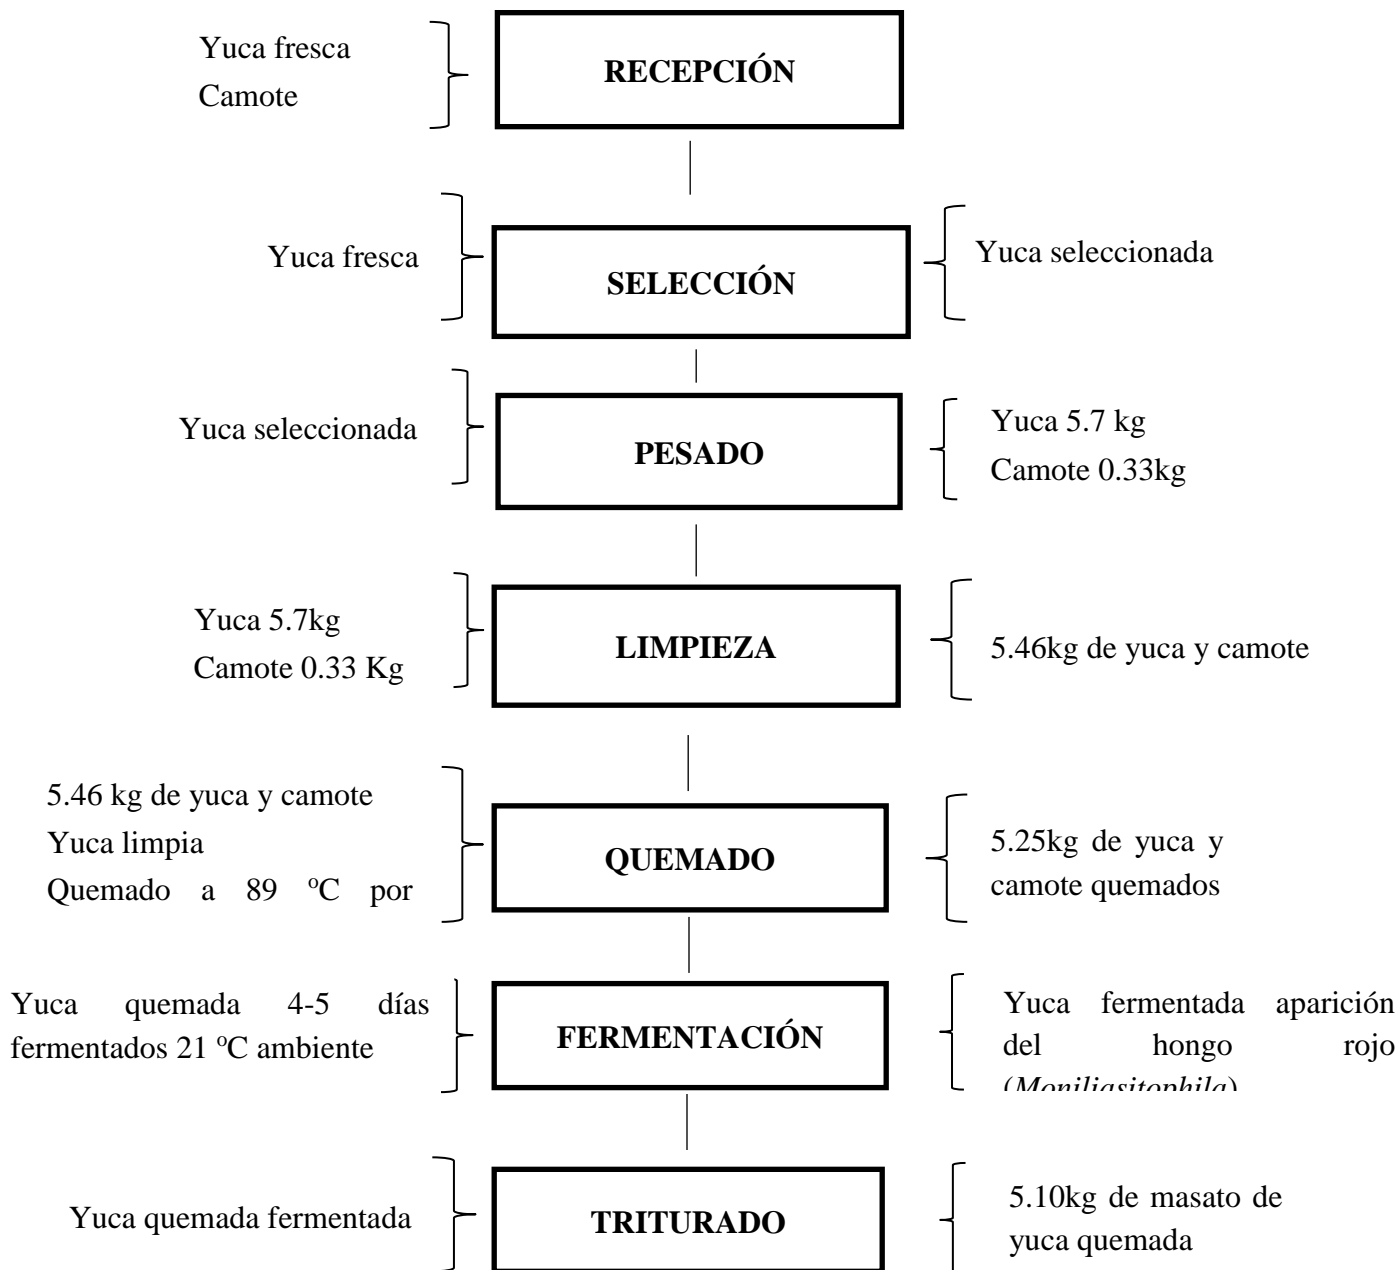 Yuca fresca
Camote
RECEPCIÓN
Yuca fresca
SELECCIÓN
Yuca seleccionada
Yuca seleccionada
PESADO
Yuca 5.7 kg
Camote 0.33kg
Yuca 5.7kg
Camote 0.33 Kg
LIMPIEZA
5.46kg de yuca y camote
5.46 kg de yuca y camote
Yuca limpia
Quemado a 89 ºC por
QUEMADO
5.25kg de yuca y
camote quemados
Yuca quemada 4-5 días
fermentados 21 ºC ambiente
FERMENTACIÓN
Yuca fermentada aparición
del hongo rojo
(Moniliasitophila)
Yuca quemada fermentada
TRITURADO
5.10kg de masato de
yuca quemada